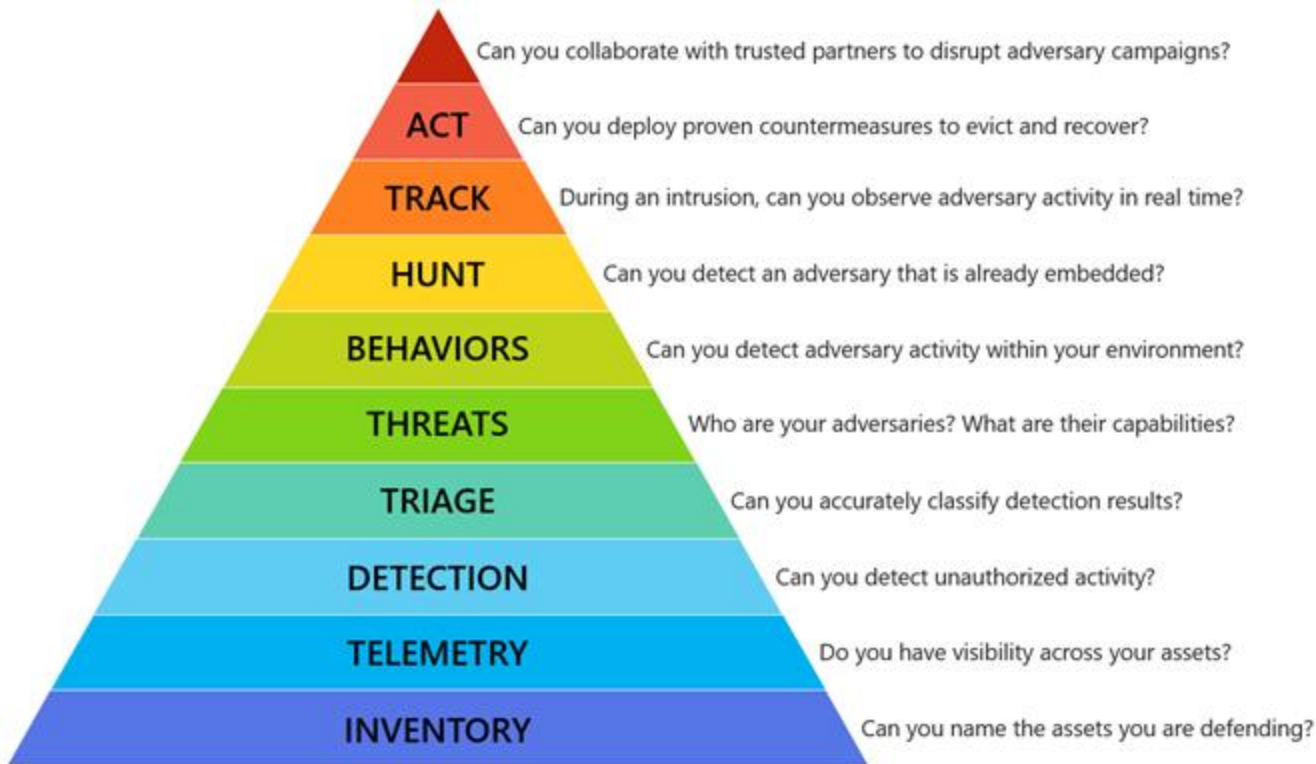 Can you collaborate with trusted partners to disrupt adversary campaigns?
ACT Can you deploy proven countermeasures to evict and recover?
TRACK During an intrusion, can you observe adversary activity in real time?
HUNT Can you detect an adversary that is already embedded?
BEHAVIORS Can you detect adversary activity within your environment?
THREATS Who are your adversaries? What are their capabilities?
TRIAGE Can you accurately classify detection results?
DETECTION Can you detect unauthorized activity?
TELEMETRY Do you have visibility across your assets?
INVENTORY Can you name the assets you are defending?